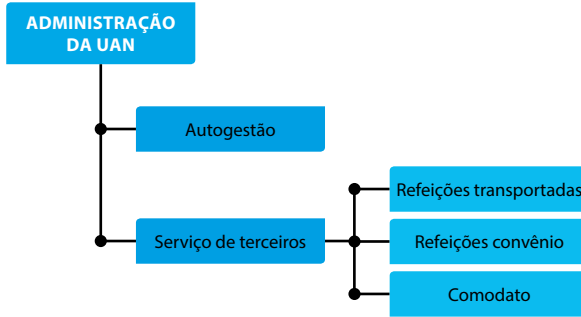 ADMINISTRAÇÃO
DA UAN
Autogestão
Serviço de terceiros
Refeições transportadas
Refeições convênio
Comodato